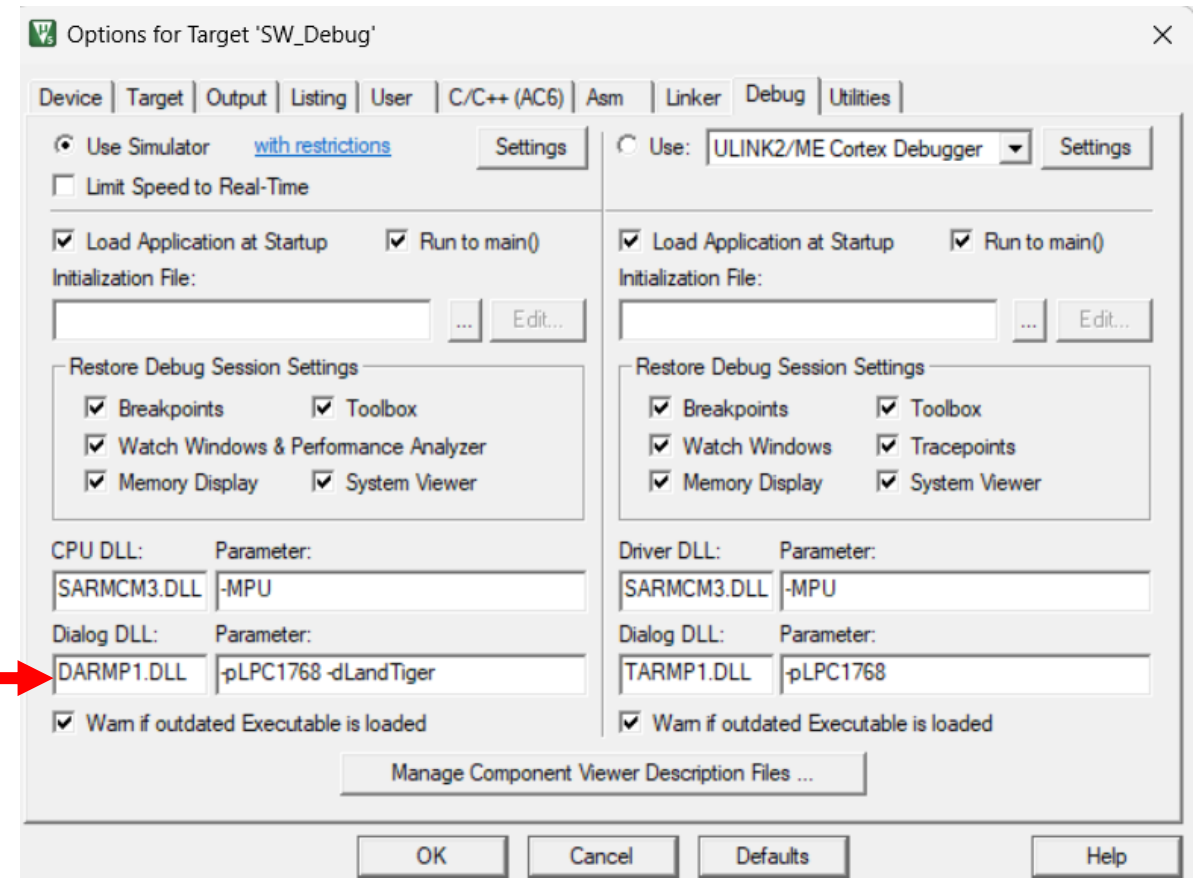 Options for Target 'SW_Debug'
Device Target Output Listing User C/C++ (AC6) Asm Linker Debug Utilities
Use Simulator with restrictions Settings
Limit Speed to Real-Time
Load Application at Startup Run to main()
Initialization File:
... Edit...
Restore Debug Session Settings
Breakpoints Toolbox
Watch Windows & Performance Analyzer
Memory Display System Viewer
CPU DLL: Parameter:
SARMCM3.DLL -MPU
Dialog DLL: Parameter:
DARMP1.DLL -pLPC1768 -dLandTiger
Warn if outdated Executable is loaded
Use: ULINK2/ME Cortex Debugger Settings
Load Application at Startup Run to main()
Initialization File:
... Edit...
Restore Debug Session Settings
Breakpoints Toolbox
Watch Windows Tracepoints
Memory Display System Viewer
Driver DLL: Parameter:
SARMCM3.DLL -MPU
Dialog DLL: Parameter:
TARMP1.DLL -pLPC1768
Warn if outdated Executable is loaded
Manage Component Viewer Description Files ...
OK Cancel Defaults Help